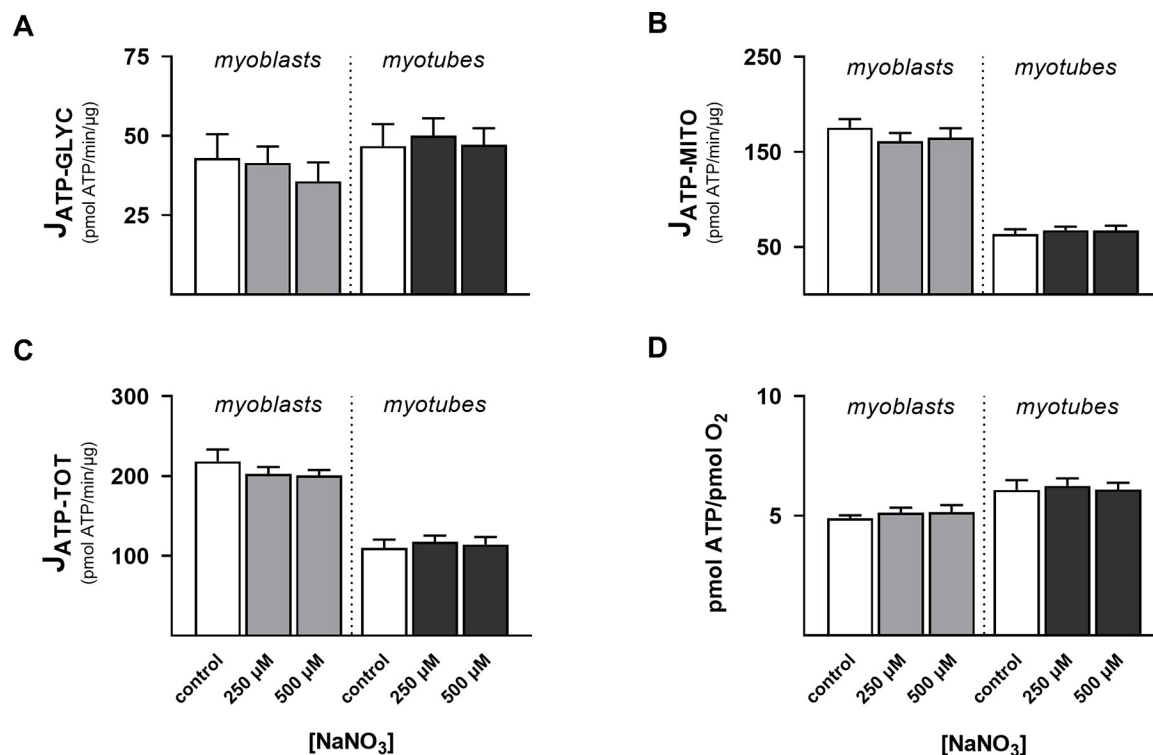 A
J_ATP-GLYC
(pmol ATP/min/µg)
75
50
25
myoblasts
myotubes
B
J_ATP-MITO
(pmol ATP/min/µg)
250
150
50
myoblasts
myotubes
C
J_ATP-TOT
(pmol ATP/min/µg)
300
200
100
myoblasts
myotubes
control
250 µM
500 µM
control
250 µM
500 µM
[NaNO₃]
D
pmol ATP/pmol O₂
10
5
myoblasts
myotubes
control
250 µM
500 µM
control
250 µM
500 µM
[NaNO₃]